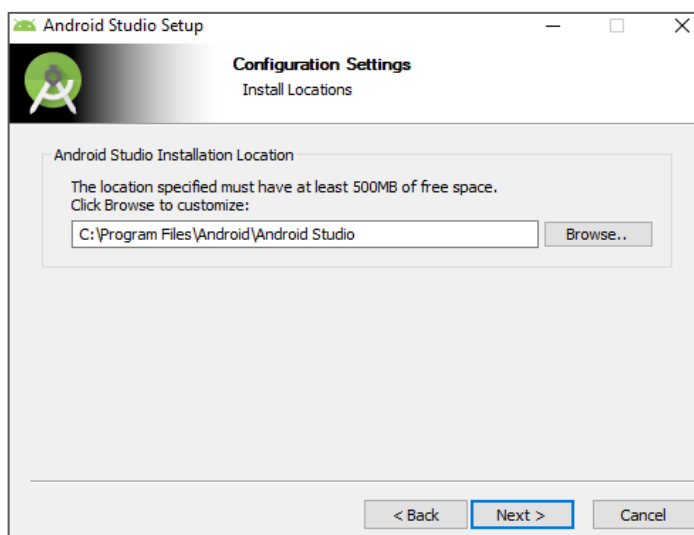 Android Studio Setup
Configuration Settings
Install Locations
Android Studio Installation Location
The location specified must have at least 500MB of free space.
Click Browse to customize:
C:\Program Files\Android\Android Studio
Browse..
< Back
Next >
Cancel